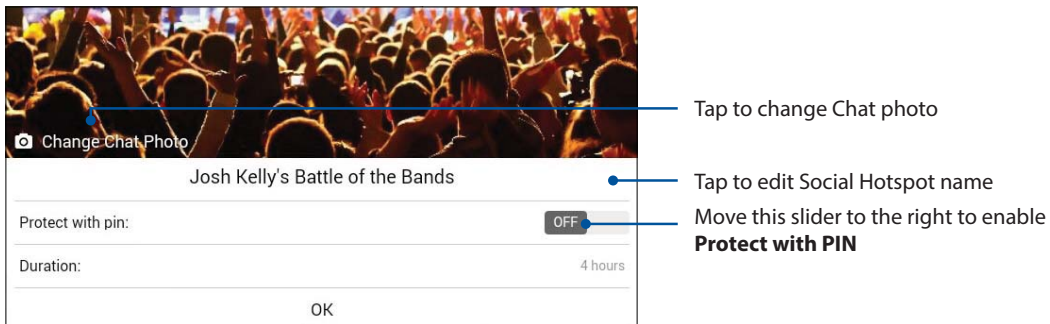 Tap to change Chat photo
Change Chat Photo
Josh Kelly's Battle of the Bands
Tap to edit Social Hotspot name
Protect with pin:
OFF
Move this slider to the right to enable
Protect with PIN
Duration:
4 hours
OK